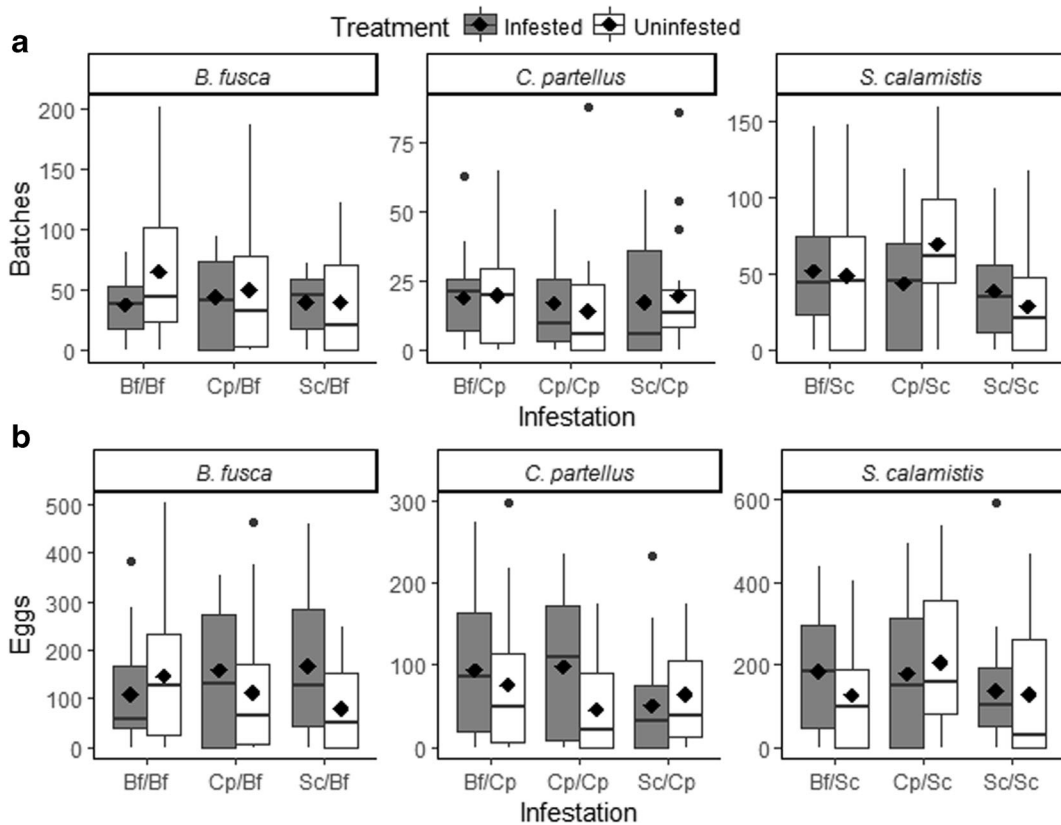 Treatment Infested Uninfested
a
B. fusca C. partellus S. calamistis
Batches
200
150
100
50
0
75
50
25
0
150
100
50
0
Bf/Bf Cp/Bf Sc/Bf Bf/Cp Cp/Cp Sc/Cp Bf/Sc Cp/Sc Sc/Sc
Infestation
b
B. fusca C. partellus S. calamistis
Eggs
500
400
300
200
100
0
300
200
100
0
600
400
200
0
Bf/Bf Cp/Bf Sc/Bf Bf/Cp Cp/Cp Sc/Cp Bf/Sc Cp/Sc Sc/Sc
Infestation